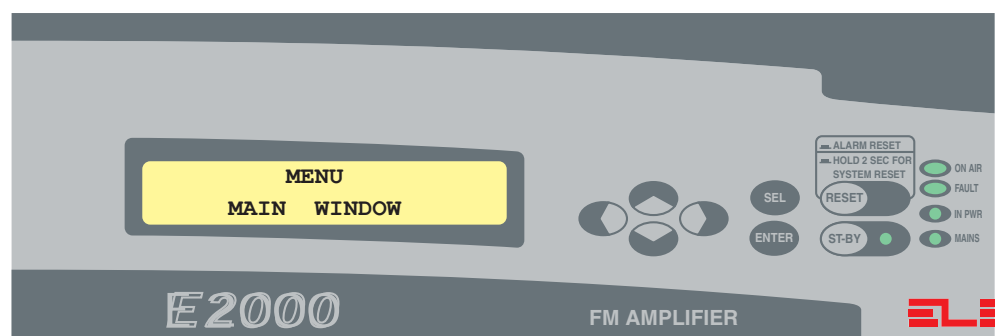 MENU
MAIN WINDOW
SEL
ENTER
ALARM RESET
HOLD 2 SEC FOR
SYSTEM RESET
RESET
ST-BY
ON AIR
FAULT
IN PWR
MAINS
E2000
FM AMPLIFIER